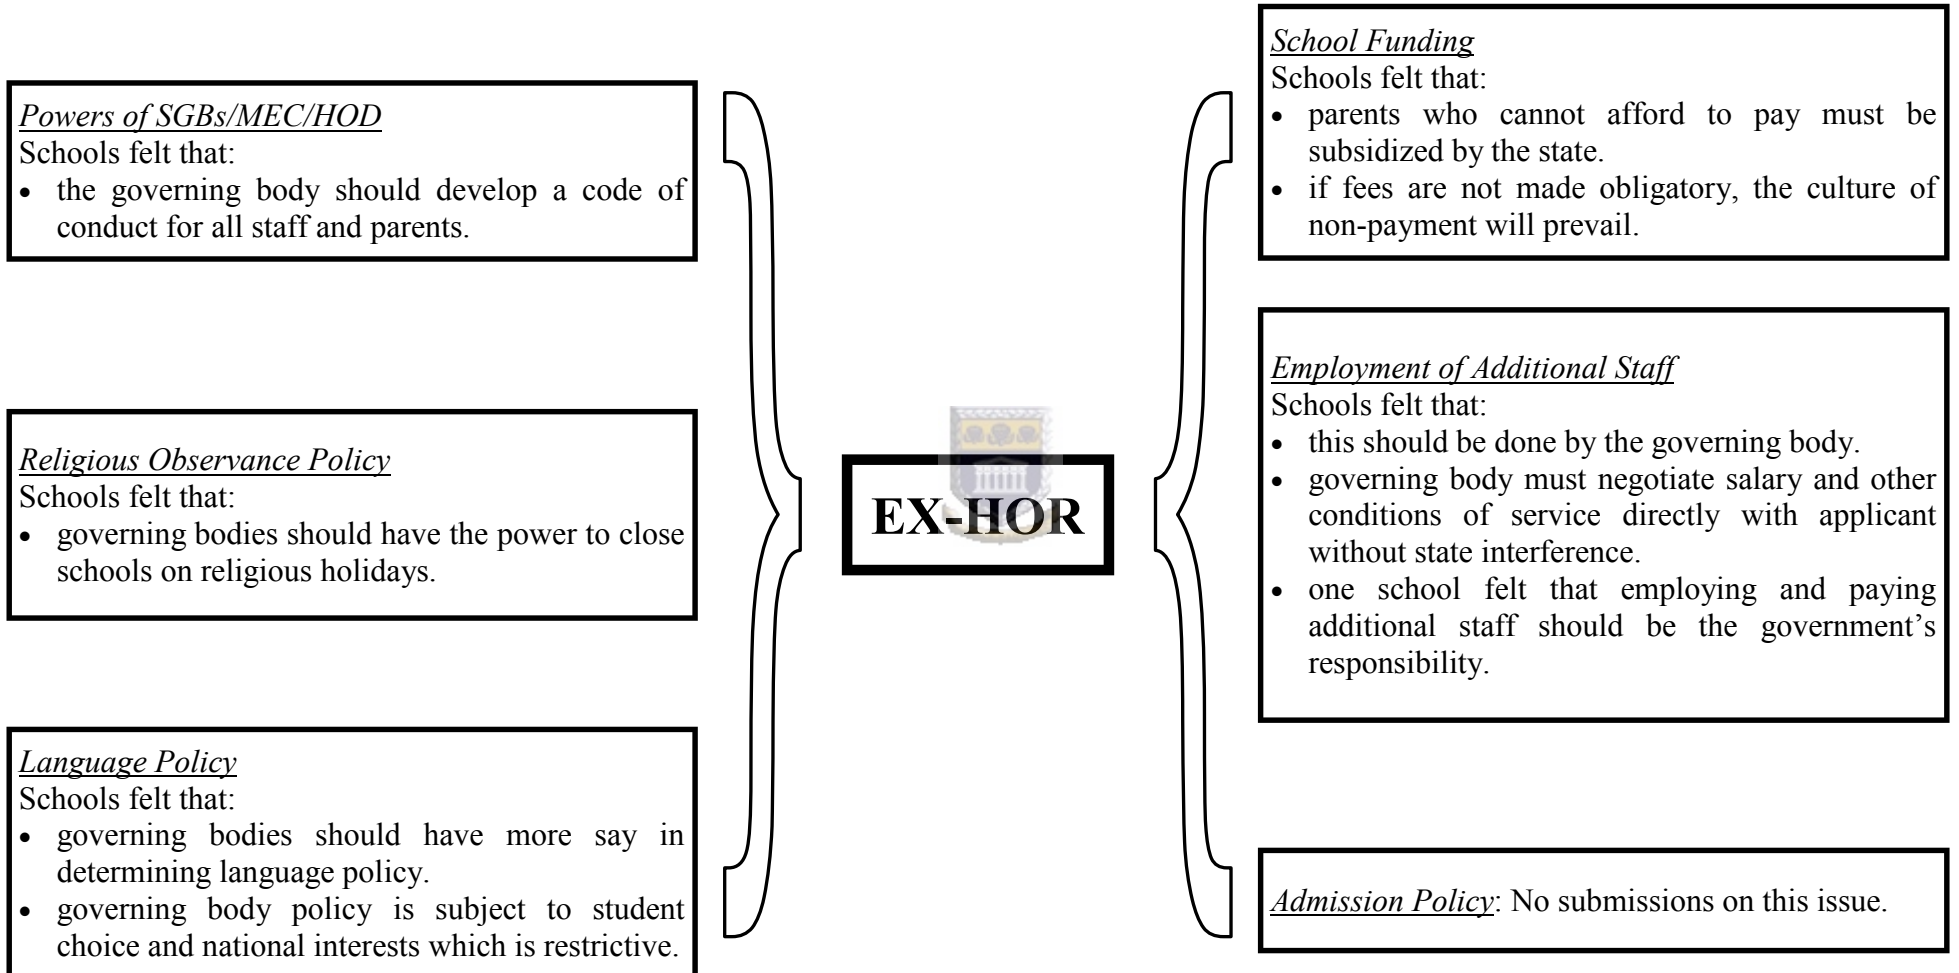 Powers of SGBs/MEC/HOD
Schools felt that:
• the governing body should develop a code of
conduct for all staff and parents.
Religious Observance Policy
Schools felt that:
• governing bodies should have the power to close
schools on religious holidays.
Language Policy
Schools felt that:
• governing bodies should have more say in
determining language policy.
• governing body policy is subject to student
choice and national interests which is restrictive.
EX-HOR
School Funding
Schools felt that:
• parents who cannot afford to pay must be
subsidized by the state.
• if fees are not made obligatory, the culture of
non-payment will prevail.
Employment of Additional Staff
Schools felt that:
• this should be done by the governing body.
• governing body must negotiate salary and other
conditions of service directly with applicant
without state interference.
• one school felt that employing and paying
additional staff should be the government’s
responsibility.
Admission Policy: No submissions on this issue.